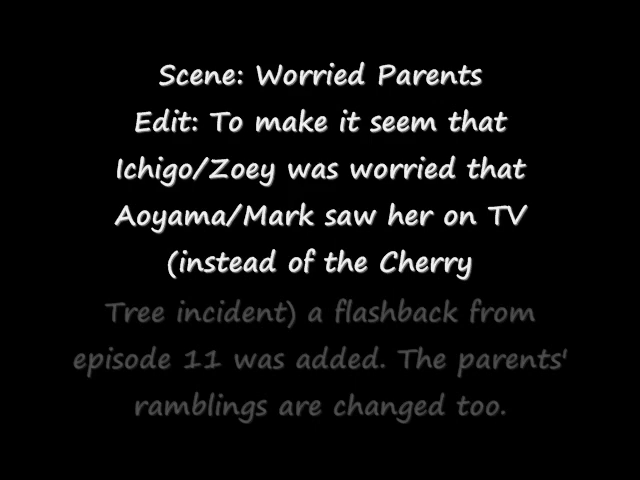 Scene: Worried Parents
Edit: To make it seem that
Ichigo/Zoey was worried that
Aoyama/Mark saw her on TV
(instead of the Cherry
Tree incident) a flashback from
episode 11 was added. The parents'
ramblings are changed too.